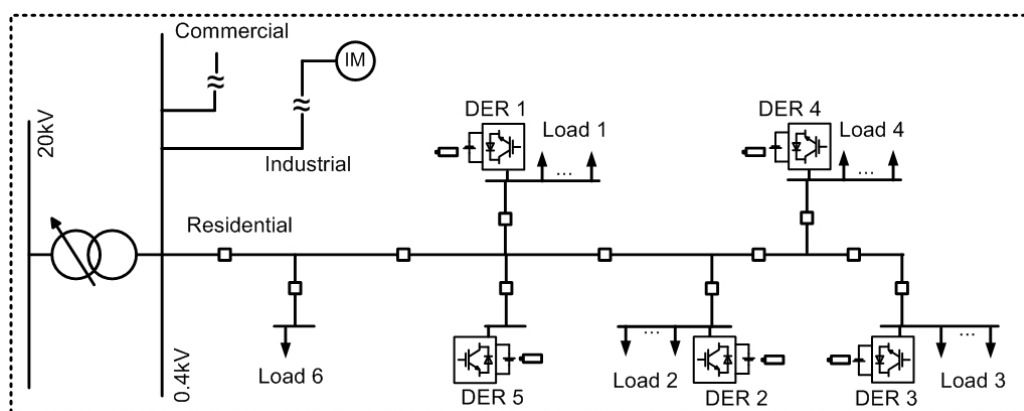 Commercial
IM
20kV
DER 1
Load 1
...
DER 4
Load 4
...
Industrial
Residential
0.4kV
Load 6
DER 5
...
Load 2
DER 2
DER 3
...
Load 3